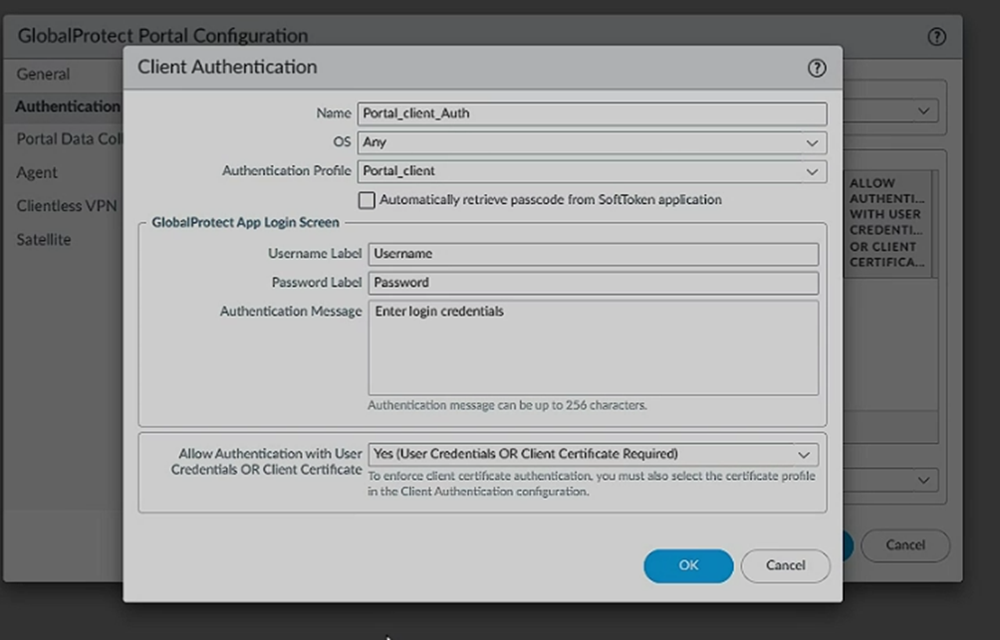 GlobalProtect Portal Configuration
General
Authentication
Portal Data Coll
Agent
Clientless VPN
Satellite
Client Authentication
Name Portal_client_Auth
OS Any
Authentication Profile Portal_client
Automatically retrieve passcode from SoftToken application
GlobalProtect App Login Screen
Username Label Username
Password Label Password
Authentication Message Enter login credentials
Authentication message can be up to 256 characters.
Allow Authentication with User
Credentials OR Client Certificate
Yes (User Credentials OR Client Certificate Required)
To enforce client certificate authentication, you must also select the certificate profile
in the Client Authentication configuration.
OK Cancel
ALLOW
AUTHENTI...
WITH USER
CREDENTI...
OR CLIENT
CERTIFICA...
Cancel